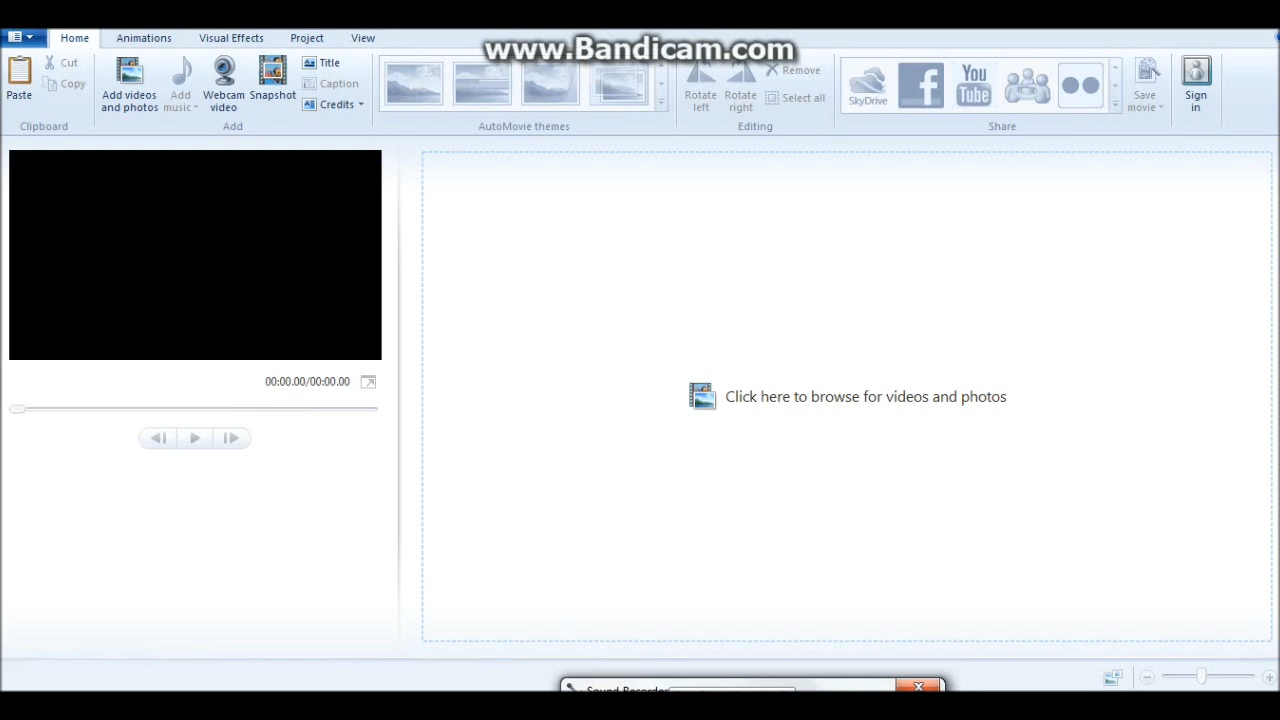 Home Animations Visual Effects Project View
www.Bandicam.com
Paste
Cut
Copy
Clipboard
Add videos
and photos
Add
music
Webcam
video
Snapshot
Title
Caption
Credits
Add
AutoMovie themes
Rotate
left
Rotate
right
Remove
Select all
Editing
SkyDrive
f
You
Tube
Share
Save
movie
Sign
in
00:00.00/00:00.00
Click here to browse for videos and photos
Sound Recorder